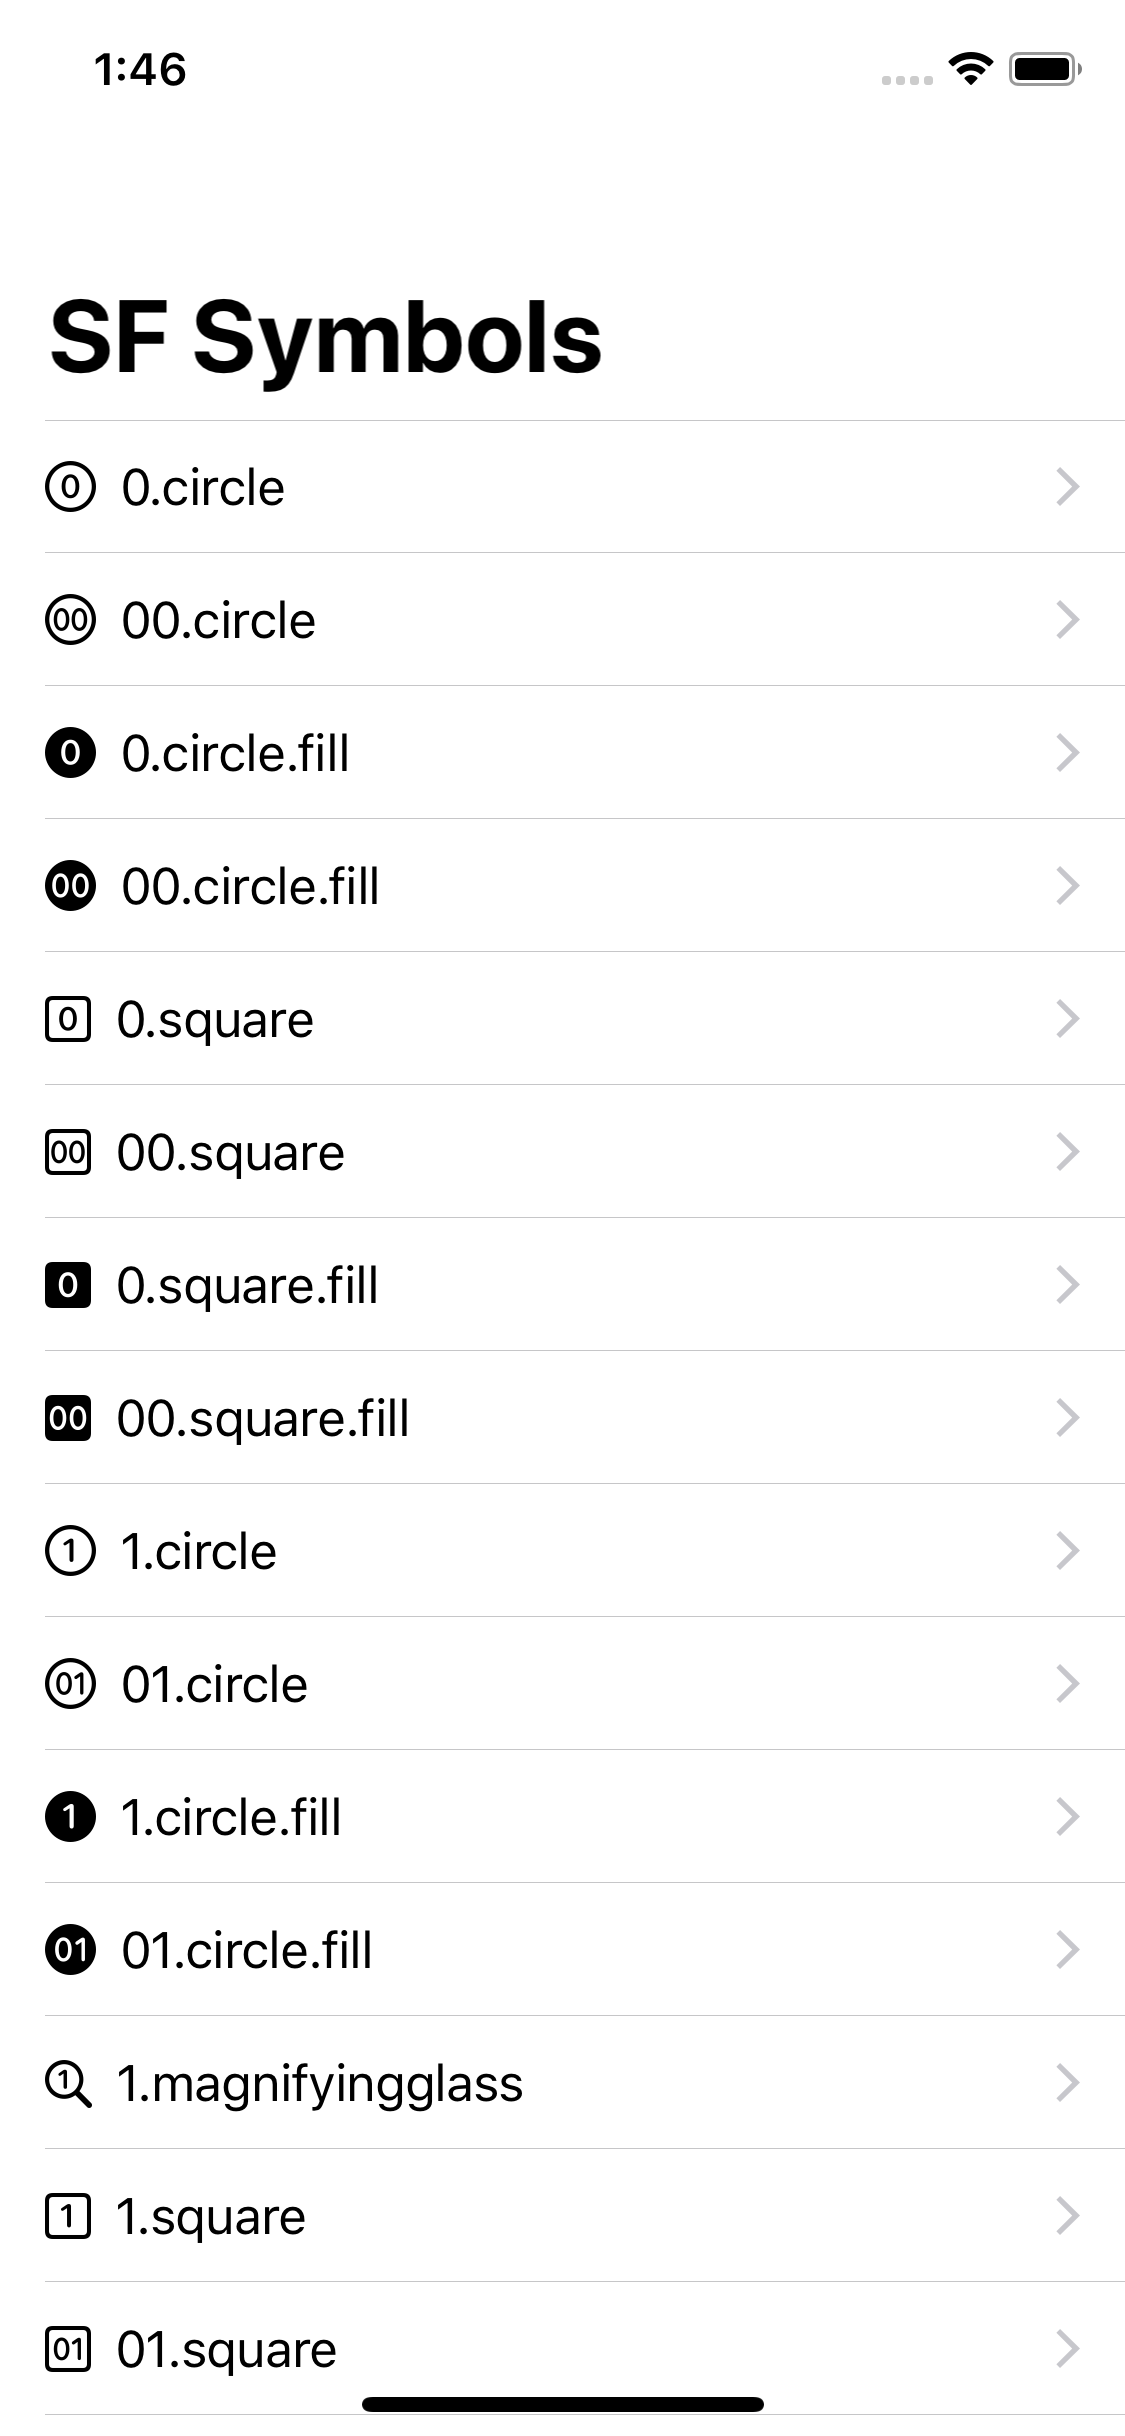 1:46
SF Symbols
0 0.circle
00 00.circle
0 0.circle.fill
00 00.circle.fill
0 0.square
00 00.square
0 0.square.fill
00 00.square.fill
1 1.circle
01 01.circle
1 1.circle.fill
01 01.circle.fill
1 1.magnifyingglass
1 1.square
01 01.square